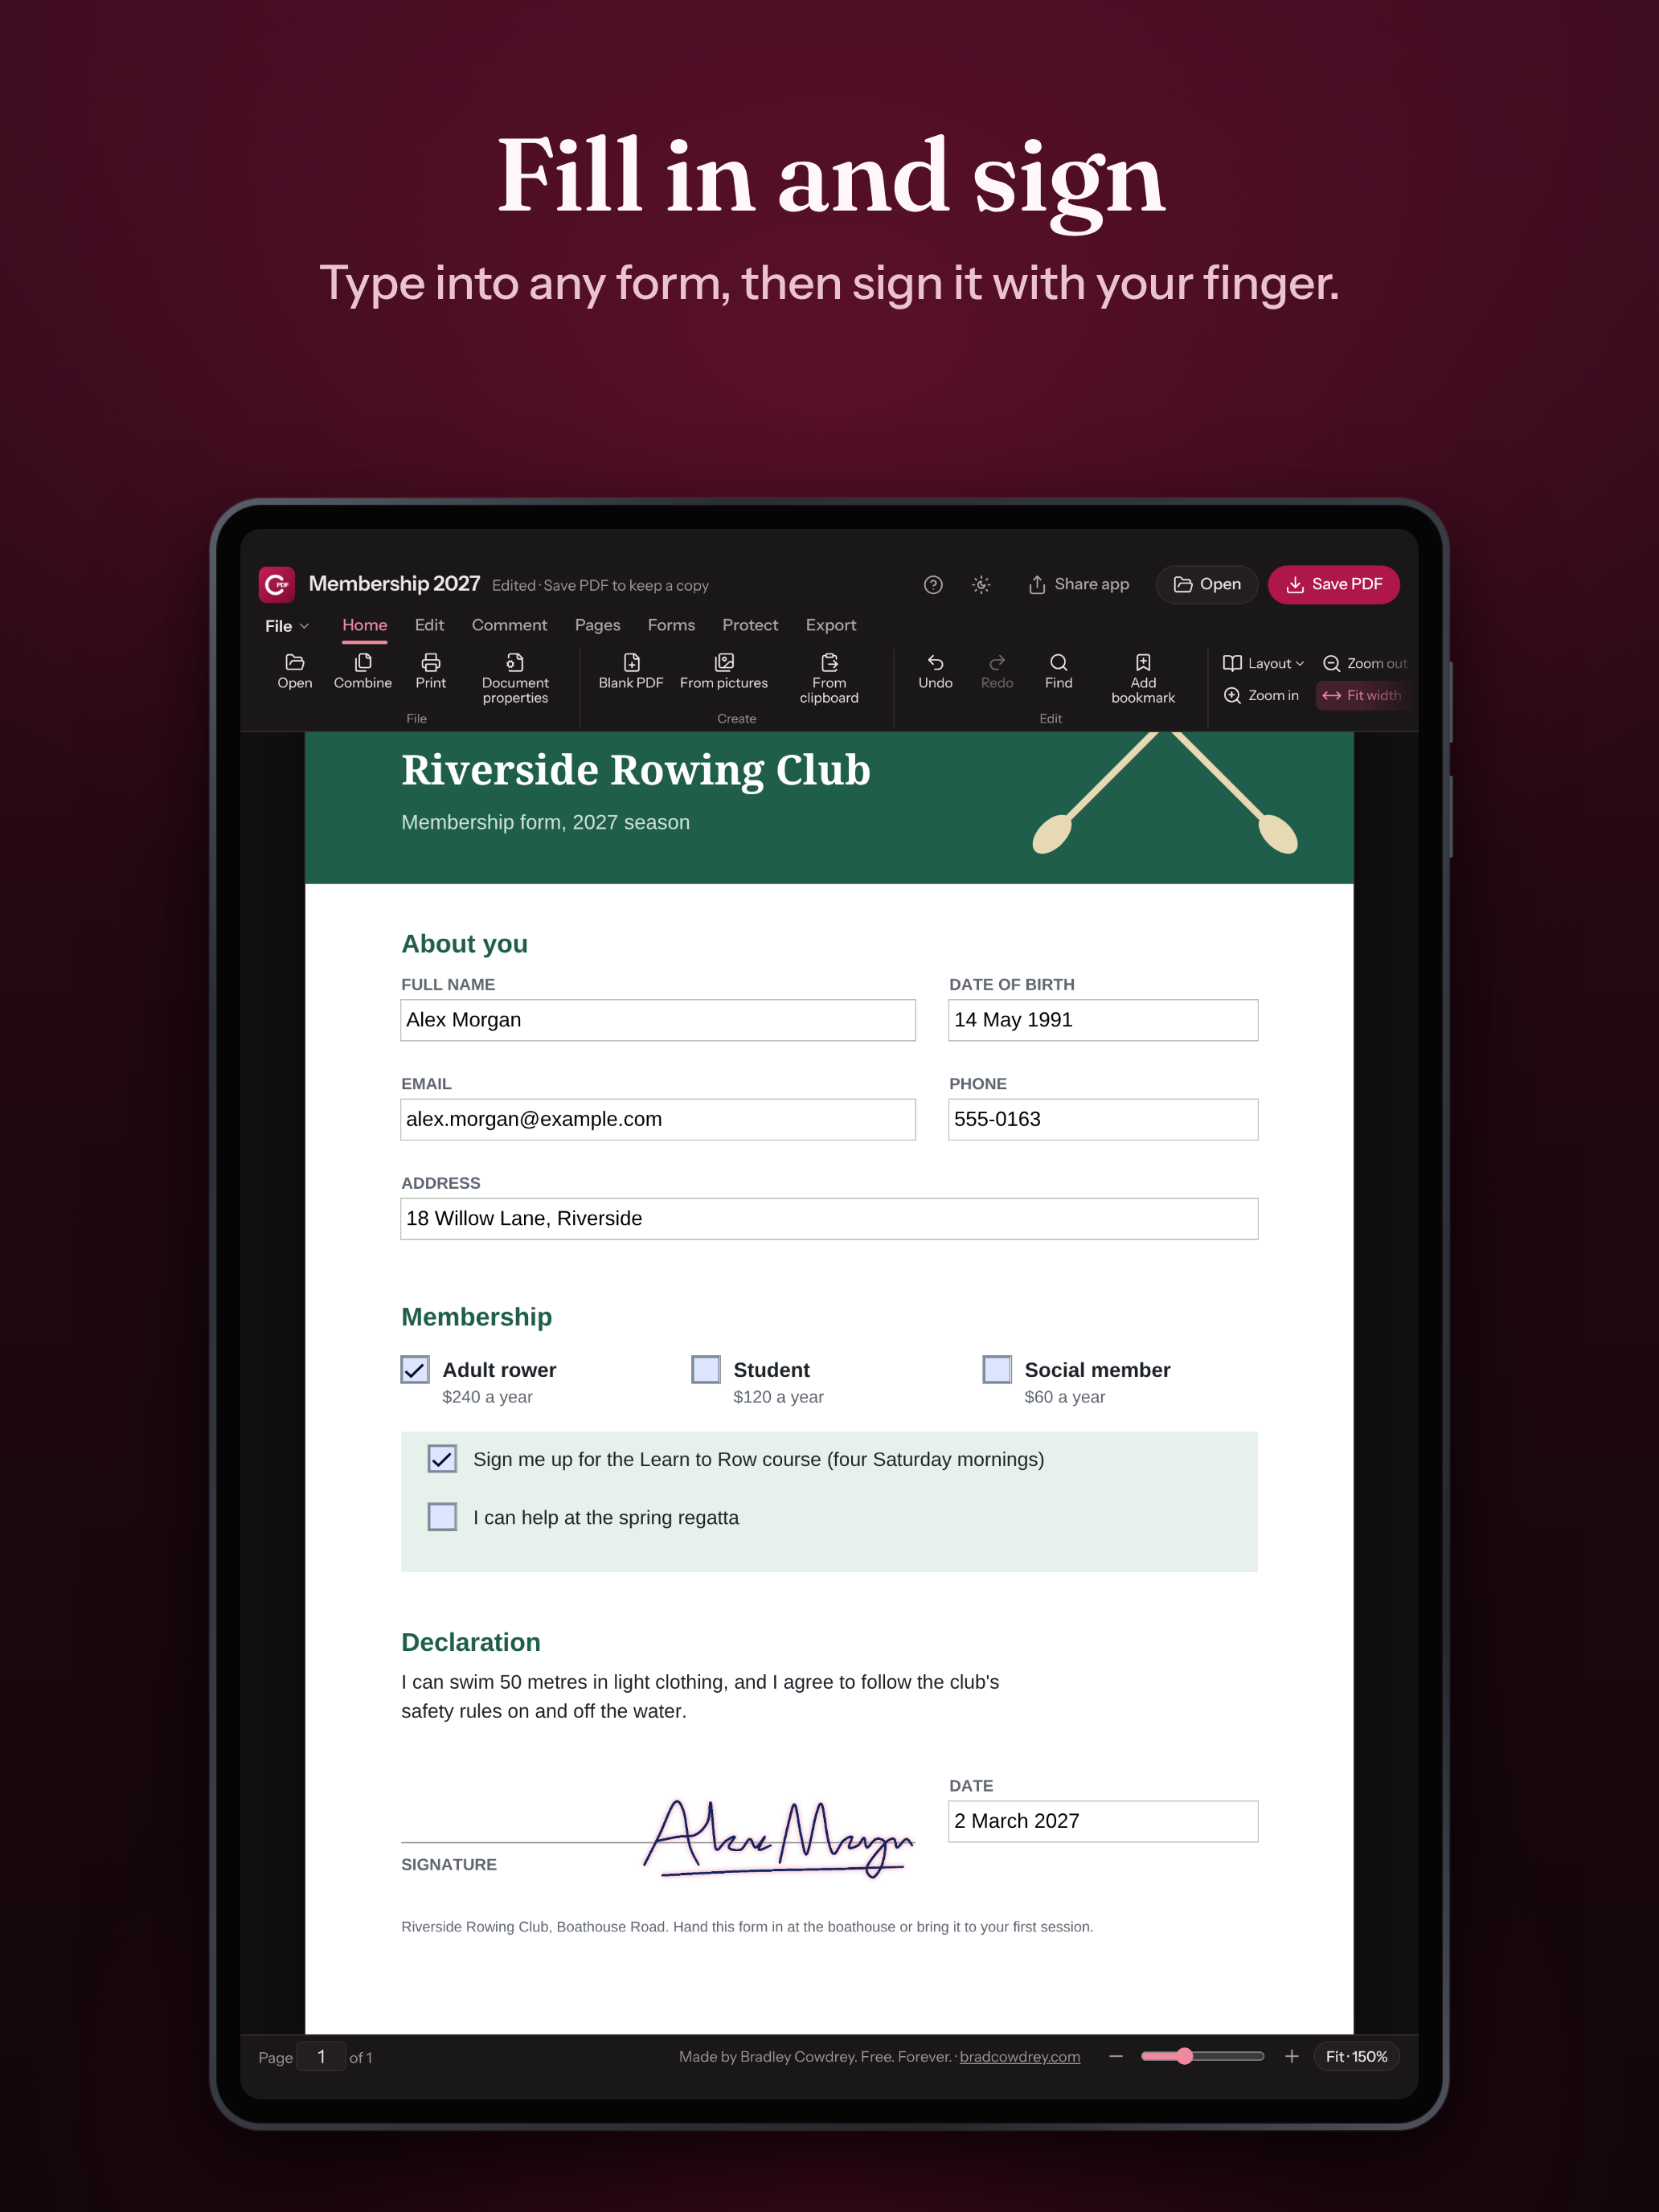 Fill in and sign
Type into any form, then sign it with your finger.
PDF
Membership 2027 Edited · Save PDF to keep a copy
Share app Open Save PDF
File Home Edit Comment Pages Forms Protect Export
Open Combine Print Document properties
Blank PDF From pictures From clipboard
Undo Redo Find Add bookmark
Layout Zoom out
Zoom in Fit width
File Create Edit
Riverside Rowing Club
Membership form, 2027 season
About you
FULL NAME DATE OF BIRTH
Alex Morgan 14 May 1991
EMAIL PHONE
alex.morgan@example.com 555-0163
ADDRESS
18 Willow Lane, Riverside
Membership
Adult rower Student Social member
$240 a year $120 a year $60 a year
Sign me up for the Learn to Row course (four Saturday mornings)
I can help at the spring regatta
Declaration
I can swim 50 metres in light clothing, and I agree to follow the club's
safety rules on and off the water.
DATE
2 March 2027
SIGNATURE
Riverside Rowing Club, Boathouse Road. Hand this form in at the boathouse or bring it to your first session.
Page 1 of 1
Made by Bradley Cowdrey. Free. Forever. · bradcowdrey.com
Fit · 150%